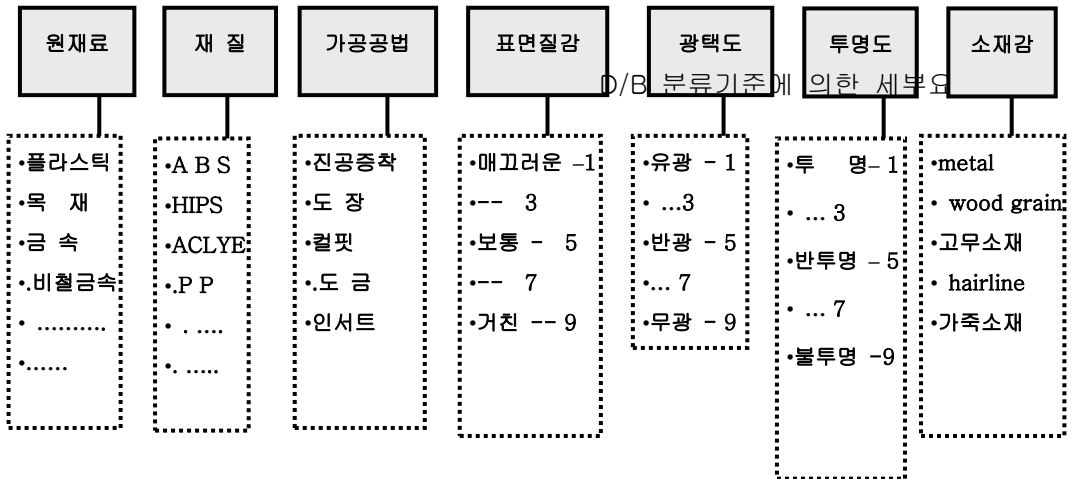 원재료
재 질
가공공법
표면질감
광택도
투명도
소재감
D/B 분류기준에 의한 세부요
•플라스틱
•목 재
•금 속
•.비철금속
• ..........
•......
•A B S
•HIPS
•ACLYE
•.P P
• . ....
•. .....
•진공증착
•도 장
•컬핏
•.도 금
•인서트
•매끄러운 –1
•-- 3
•보통 - 5
•-- 7
•거친 -- 9
•유광 - 1
• ...3
•반광 - 5
•... 7
•무광 - 9
•투 명– 1
• ... 3
•반투명 – 5
• ... 7
•불투명 -9
•metal
• wood grain
•고무소재
• hairline
•가죽소재